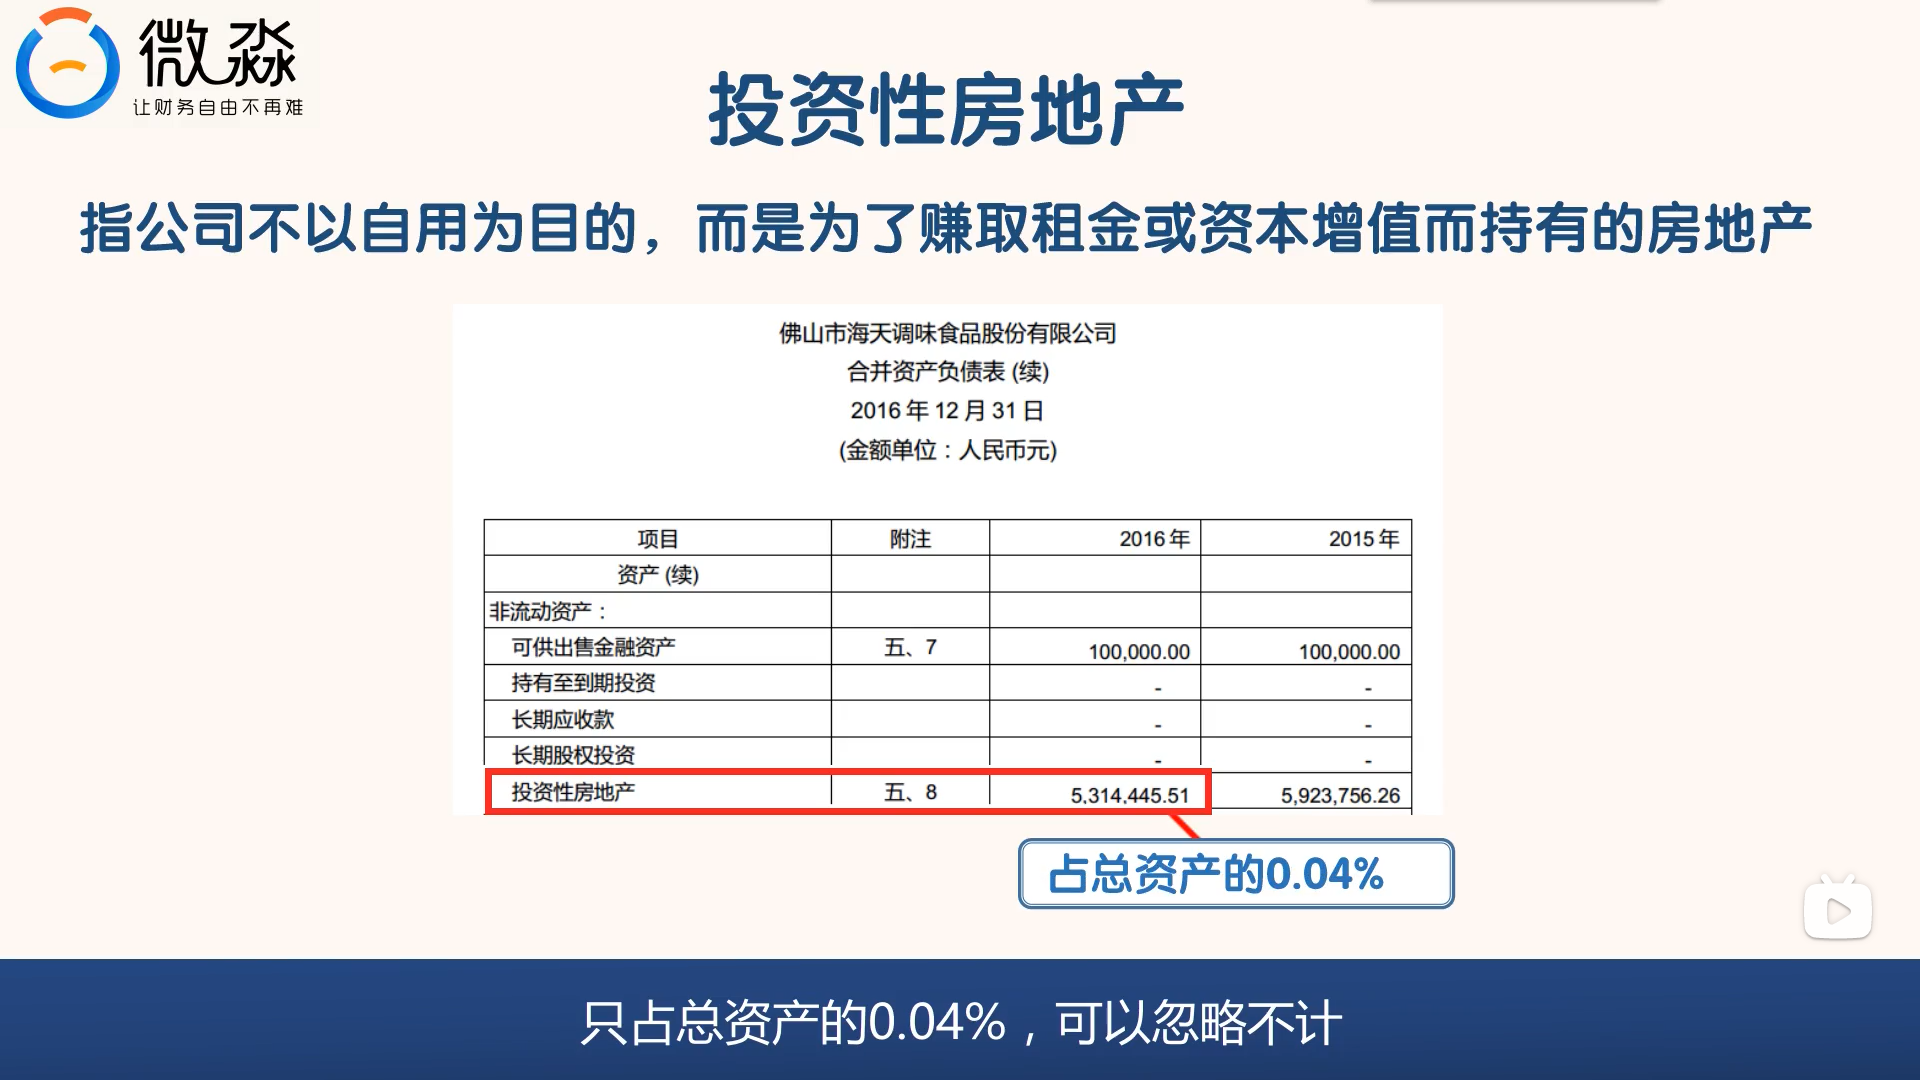 微淼
让财务自由不再难
投资性房地产
指公司不以自用为目的，而是为了赚取租金或资本增值而持有的房地产
佛山市海天调味食品股份有限公司
合并资产负债表 (续)
2016 年 12 月 31 日
(金额单位：人民币元)
项目 附注 2016 年 2015 年
资产 (续)
非流动资产：
可供出售金融资产 五、7 100,000.00 100,000.00
持有至到期投资 - -
长期应收款 - -
长期股权投资 - -
投资性房地产 五、8 5,314,445.51 5,923,756.26
占总资产的0.04%
只占总资产的0.04%，可以忽略不计